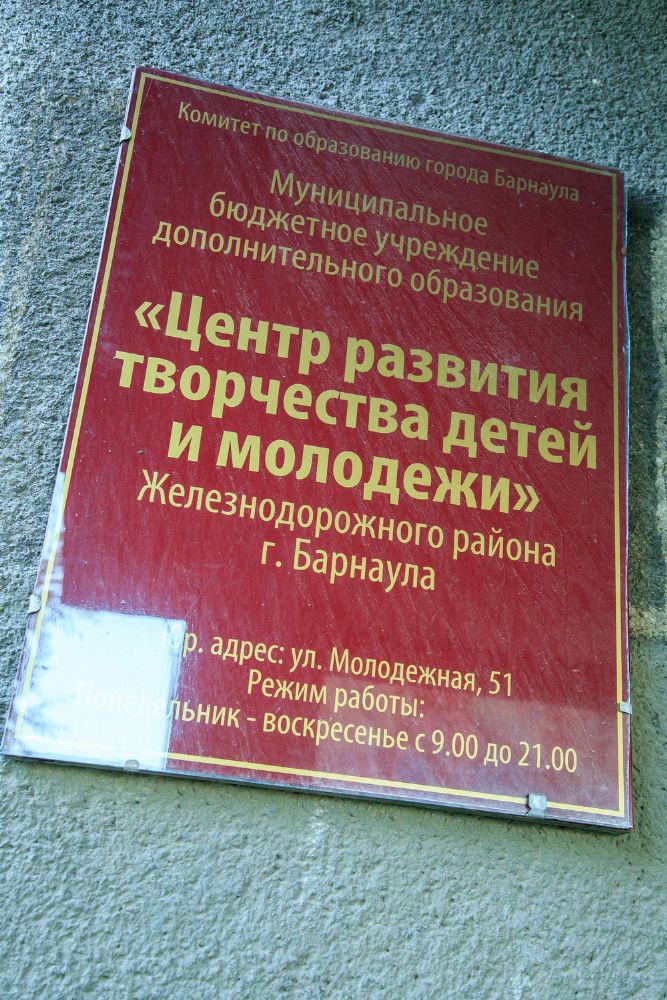 Комитет по образованию города Барнаула
Муниципальное
бюджетное учреждение
дополнительного образования
«Центр развития
творчества детей
и молодежи»
Железнодорожного района
г. Барнаула
Юр. адрес: ул. Молодежная, 51
Режим работы:
Понедельник - воскресенье с 9.00 до 21.00